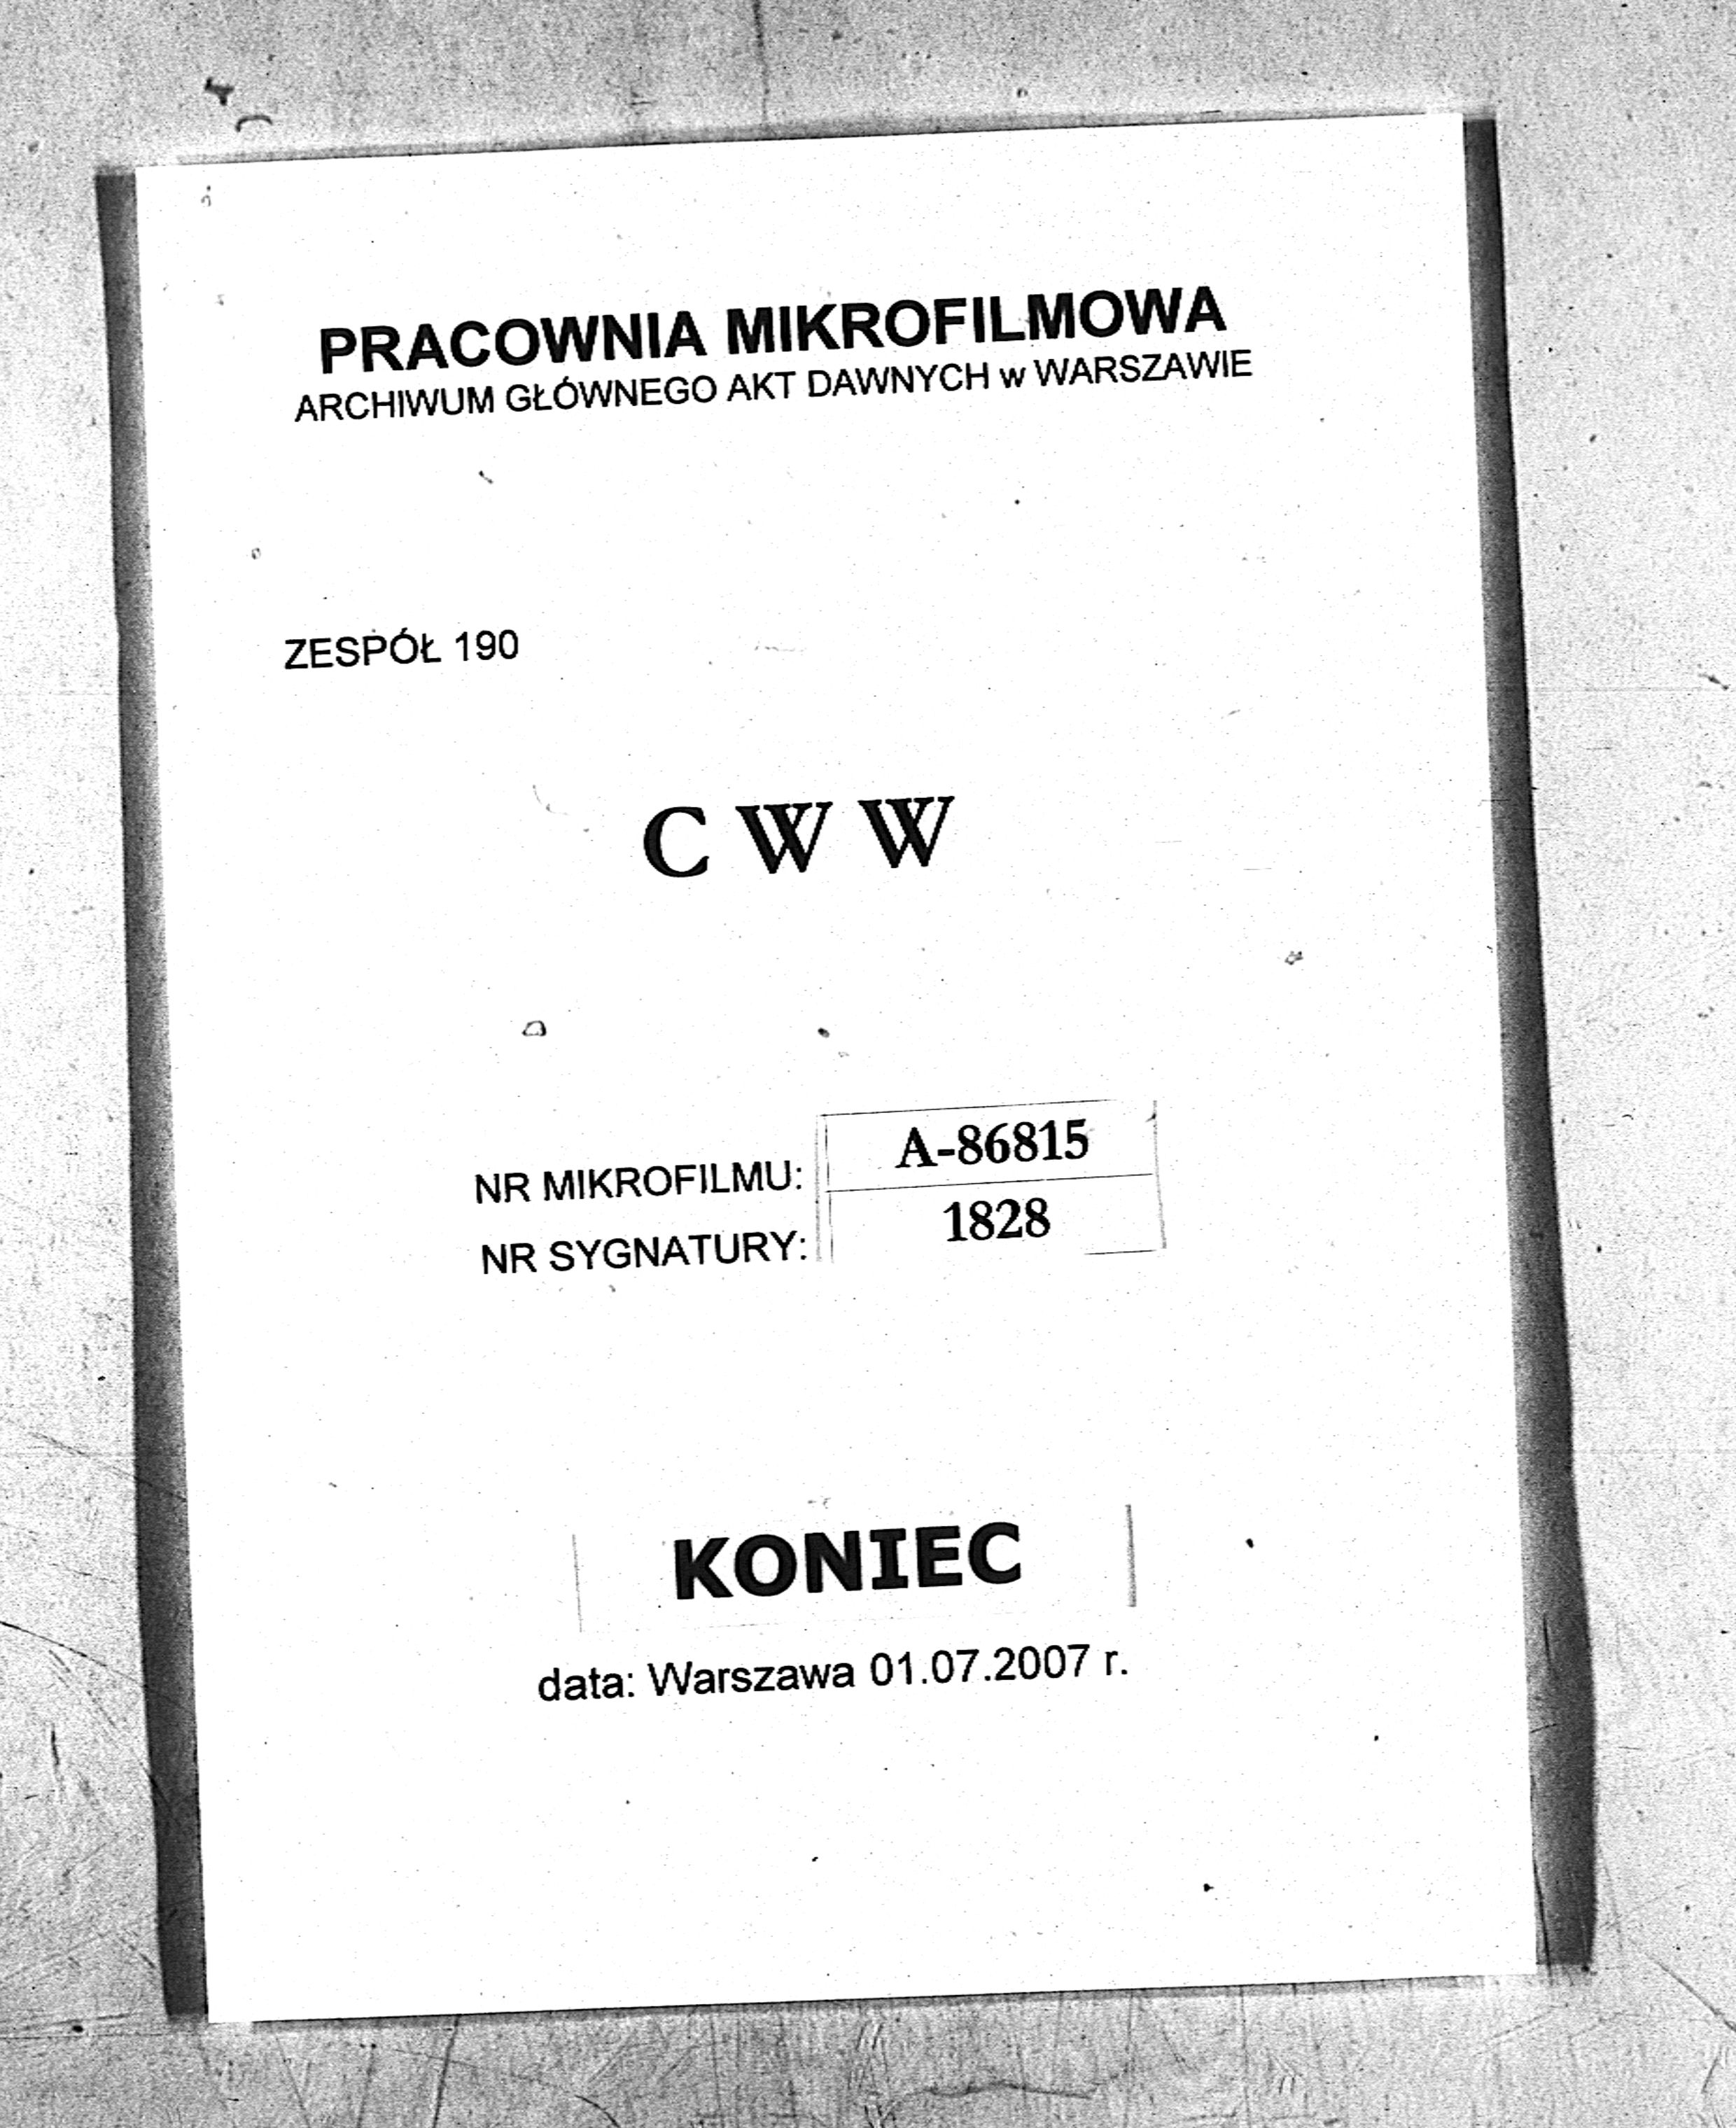 PRACOWNIA MIKROFILMOWA
ARCHIWUM GŁÓWNEGO AKT DAWNYCH w WARSZAWIE
ZESPÓŁ 190
C W W
NR MIKROFILMU: A-86815
NR SYGNATURY: 1828
KONIEC
data: Warszawa 01.07.2007 r.